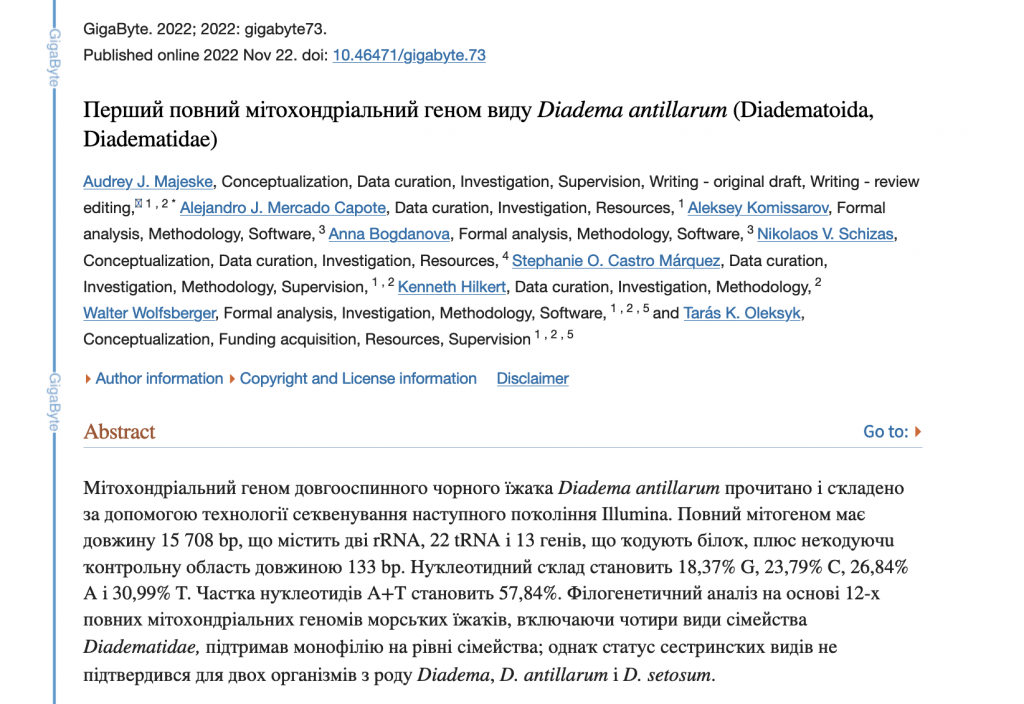 GigaByte
GigaByte. 2022; 2022: gigabyte73.
Published online 2022 Nov 22. doi: 10.46471/gigabyte.73
Перший повний мітохондріальний геном виду Diadema antillarum (Diadematoida,
Diadematidae)
Audrey J. Majeske, Conceptualization, Data curation, Investigation, Supervision, Writing - original draft, Writing - review
editing, 1 , 2 * Alejandro J. Mercado Capote, Data curation, Investigation, Resources, 1 Aleksey Komissarov, Formal
analysis, Methodology, Software, 3 Anna Bogdanova, Formal analysis, Methodology, Software, 3 Nikolaos V. Schizas,
Conceptualization, Data curation, Investigation, Resources, 4 Stephanie O. Castro Márquez, Data curation,
Investigation, Methodology, Supervision, 1 , 2 Kenneth Hilkert, Data curation, Investigation, Methodology, 2
Walter Wolfsberger, Formal analysis, Investigation, Methodology, Software, 1 , 2 , 5 and Tarás K. Oleksyk,
Conceptualization, Funding acquisition, Resources, Supervision 1 , 2 , 5
Author information Copyright and License information Disclaimer
GigaByte
Abstract Go to:
Мітохондріальний геном довгооспинного чорного їжака Diadema antillarum прочитано і складено
за допомогою технології секвенування наступного покоління Illumina. Повний мітогеном має
довжину 15 708 bp, що містить дві rRNA, 22 tRNA і 13 генів, що кодують білок, плюс некодуючu
контрольну область довжиною 133 bp. Нуклеотидний склад становить 18,37% G, 23,79% C, 26,84%
A і 30,99% T. Частка нуклеотидів A+T становить 57,84%. Філогенетичний аналіз на основі 12-х
повних мітохондріальних геномів морських їжаків, включаючи чотири види сімейства
Diadematidae, підтримав монофілію на рівні сімейства; однак статус сестринских видів не
підтвердився для двох організмів з роду Diadema, D. antillarum і D. setosum.